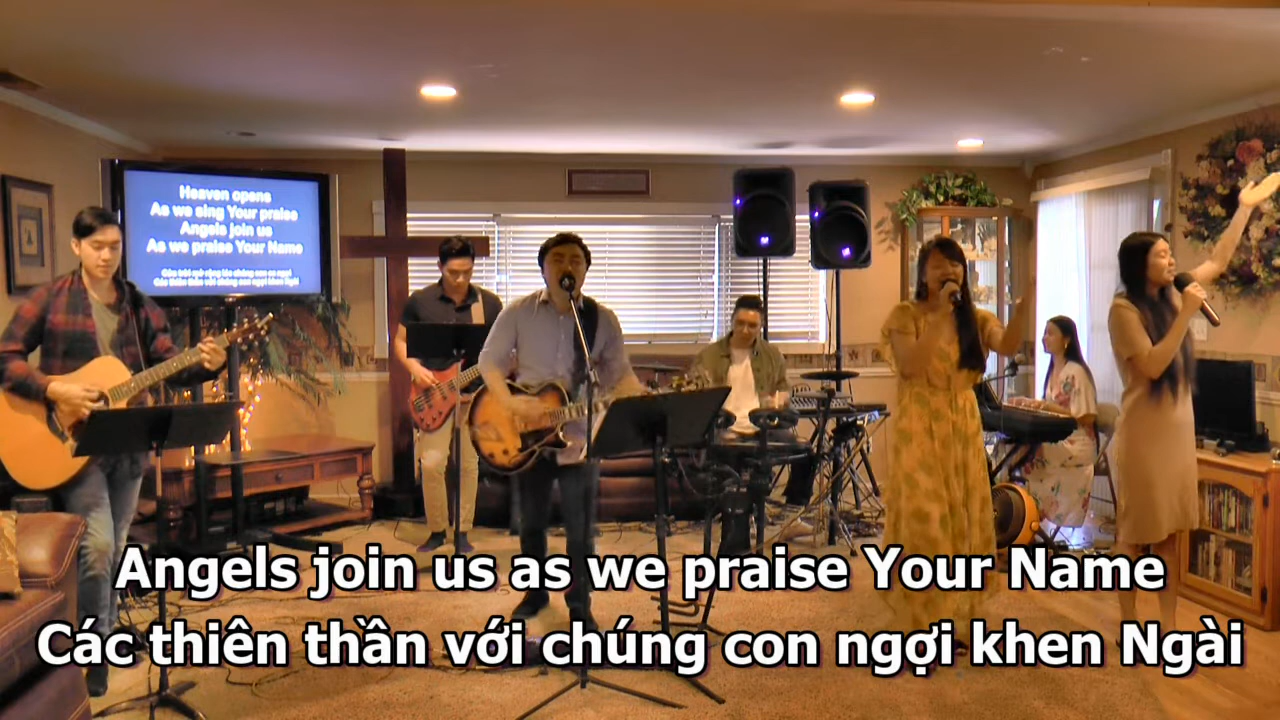 Heaven opens
As we sing Your praise
Angels join us
As we praise Your Name
Angels join us as we praise Your Name
Các thiên thần với chúng con ngợi khen Ngài